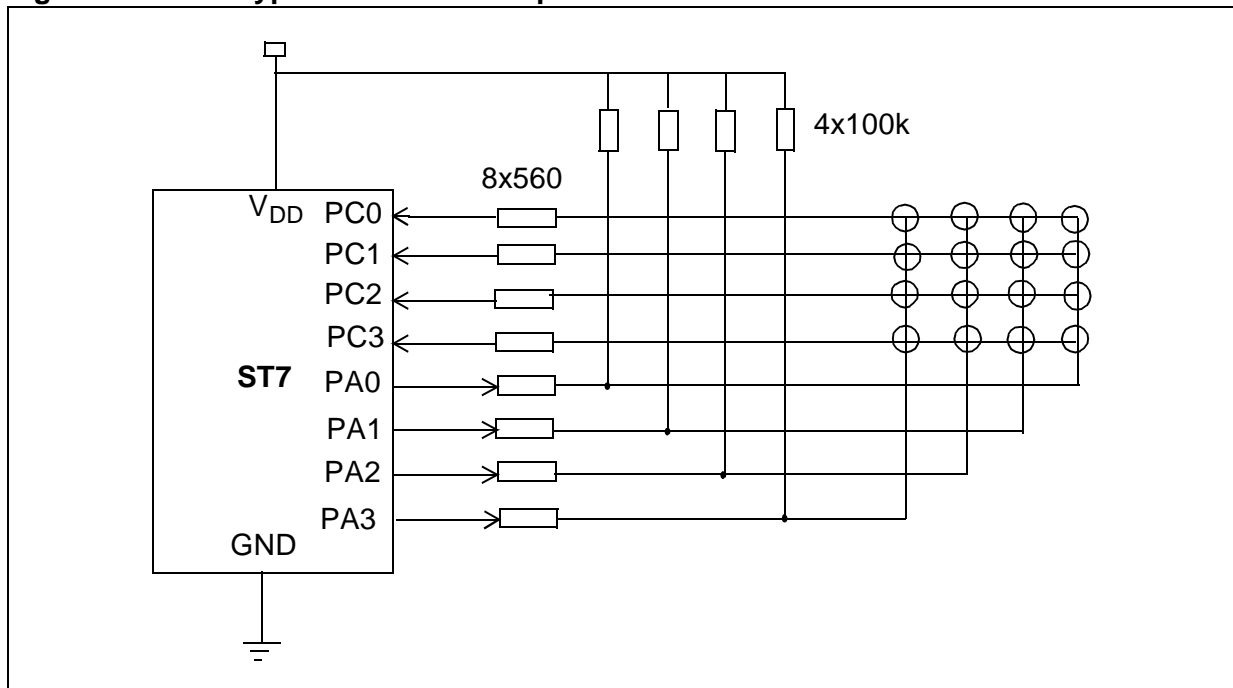 4x100k
8x560
VDD
PC0
PC1
PC2
PC3
ST7
PA0
PA1
PA2
PA3
GND